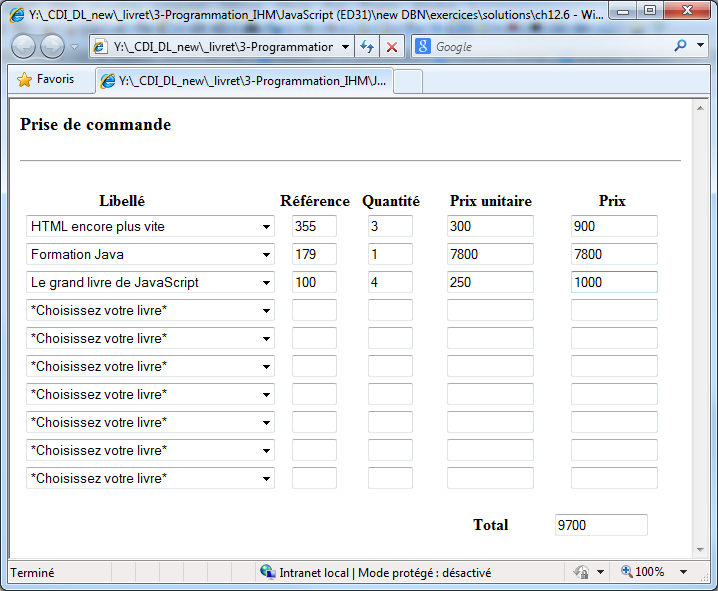 Y:\_CDI_DL_new\_livret\3-Programmation_IHM\JavaScript (ED31)\new DBN\exercices\solutions\ch12.6 - Wi...
Y:\_CDI_DL_new\_livret\3-Programmation
Google
Favoris
Y:\_CDI_DL_new\_livret\3-Programmation_IHM\J...
Prise de commande
Libellé Référence Quantité Prix unitaire Prix
HTML encore plus vite 355 3 300 900
Formation Java 179 1 7800 7800
Le grand livre de JavaScript 100 4 250 1000
*Choisissez votre livre*
*Choisissez votre livre*
*Choisissez votre livre*
*Choisissez votre livre*
*Choisissez votre livre*
*Choisissez votre livre*
*Choisissez votre livre*
Total 9700
Terminé Intranet local | Mode protégé : désactivé 100%